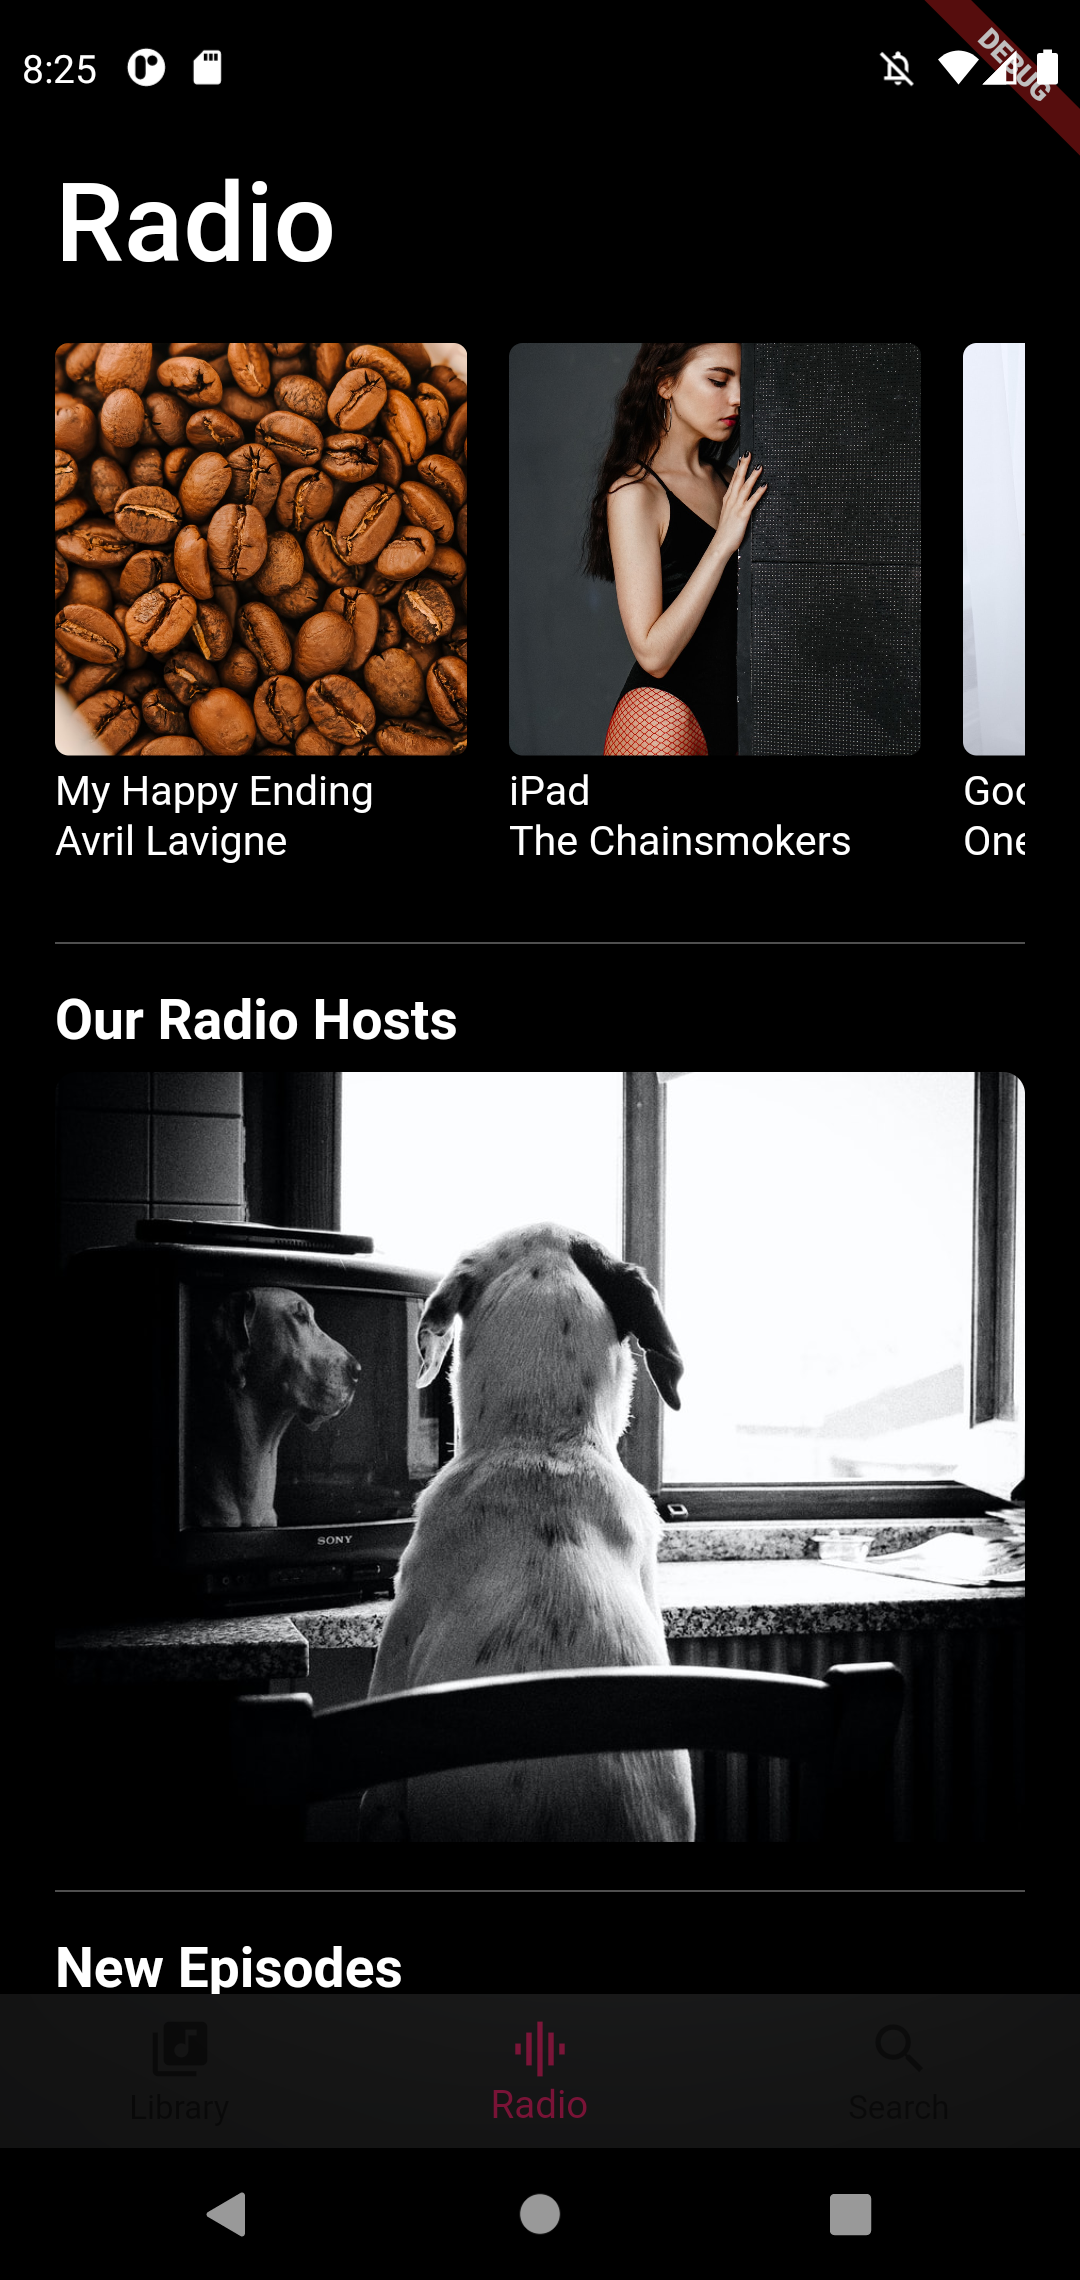 8:25
DEBUG
Radio
My Happy Ending
Avril Lavigne
iPad
The Chainsmokers
Goo
One
Our Radio Hosts
SONY
New Episodes
Library
Radio
Search